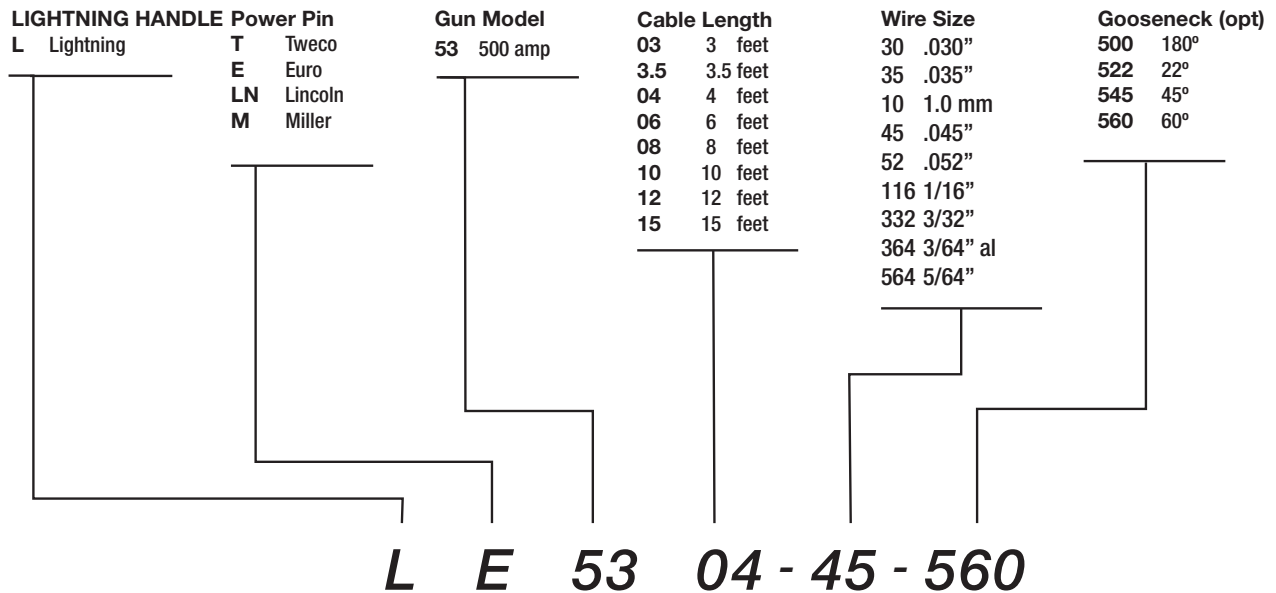 LIGHTNING HANDLE
L Lightning
Power Pin
T Tweco
E Euro
LN Lincoln
M Miller
Gun Model
53 500 amp
Cable Length
03 3 feet
3.5 3.5 feet
04 4 feet
06 6 feet
08 8 feet
10 10 feet
12 12 feet
15 15 feet
Wire Size
30 .030”
35 .035”
10 1.0 mm
45 .045”
52 .052”
116 1/16”
332 3/32”
364 3/64” al
564 5/64”
Gooseneck (opt)
500 180º
522 22º
545 45º
560 60º
L E 53 04 - 45 - 560